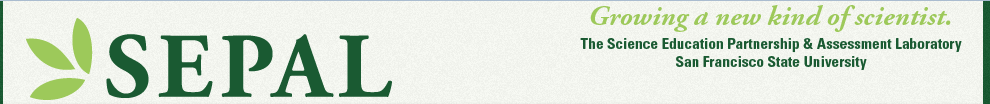 SEPAL
Growing a new kind of scientist.
The Science Education Partnership & Assessment Laboratory
San Francisco State University